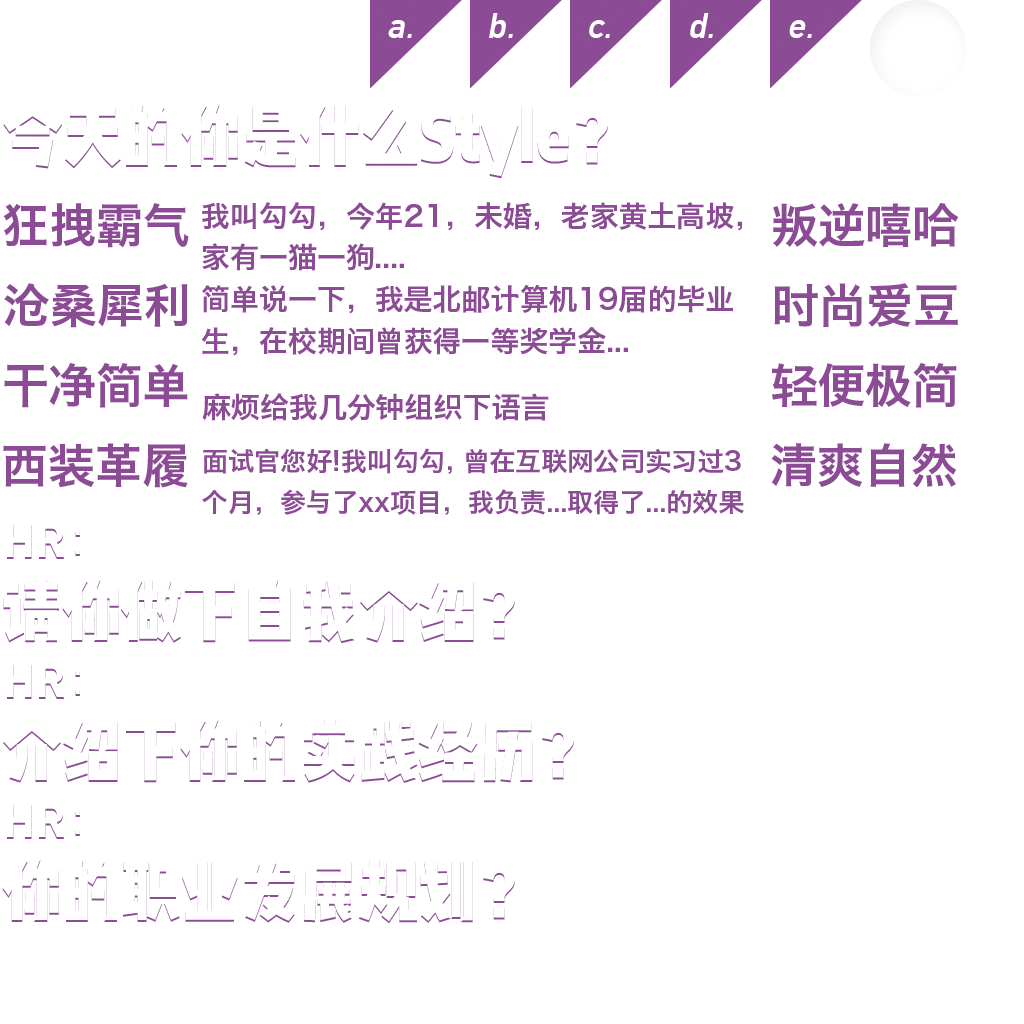 a. b. c. d. e.
今天的你是什么Style?
狂拽霸气
我叫勾勾，今年21，未婚，老家黄土高坡，
家有一猫一狗....
叛逆嘻哈
沧桑犀利
简单说一下，我是北邮计算机19届的毕业
生，在校期间曾获得一等奖学金...
时尚爱豆
干净简单
麻烦给我几分钟组织下语言
轻便极简
西装革履
面试官您好!我叫勾勾, 曾在互联网公司实习过3
个月，参与了xx项目，我负责...取得了...的效果
清爽自然
HR:
请你做下自我介绍?
HR:
介绍下你的实践经历?
HR:
你的职业发展规划?